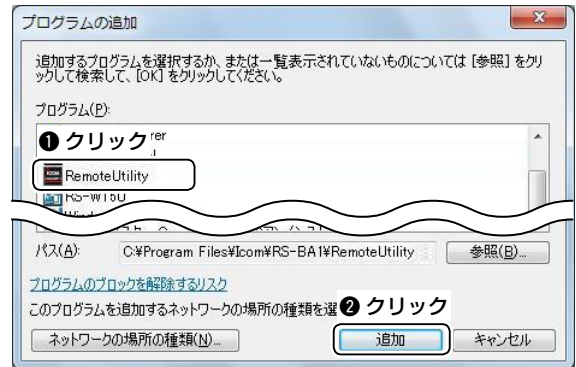 プログラムの追加
追加するプログラムを選択するか、または一覧表示されていないものについては [参照] をクリ
ックして検索して、[OK] をクリックしてください。
プログラム(P):
❶ クリック
RemoteUtility
RS-W15U
パス(A): C:¥Program Files¥Icom¥RS-BA1¥RemoteUtility 参照(B)...
プログラムのブロックを解除するリスク
このプログラムを追加するネットワークの場所の種類を選 ❷ クリック
ネットワークの場所の種類(N)... 追加 キャンセル